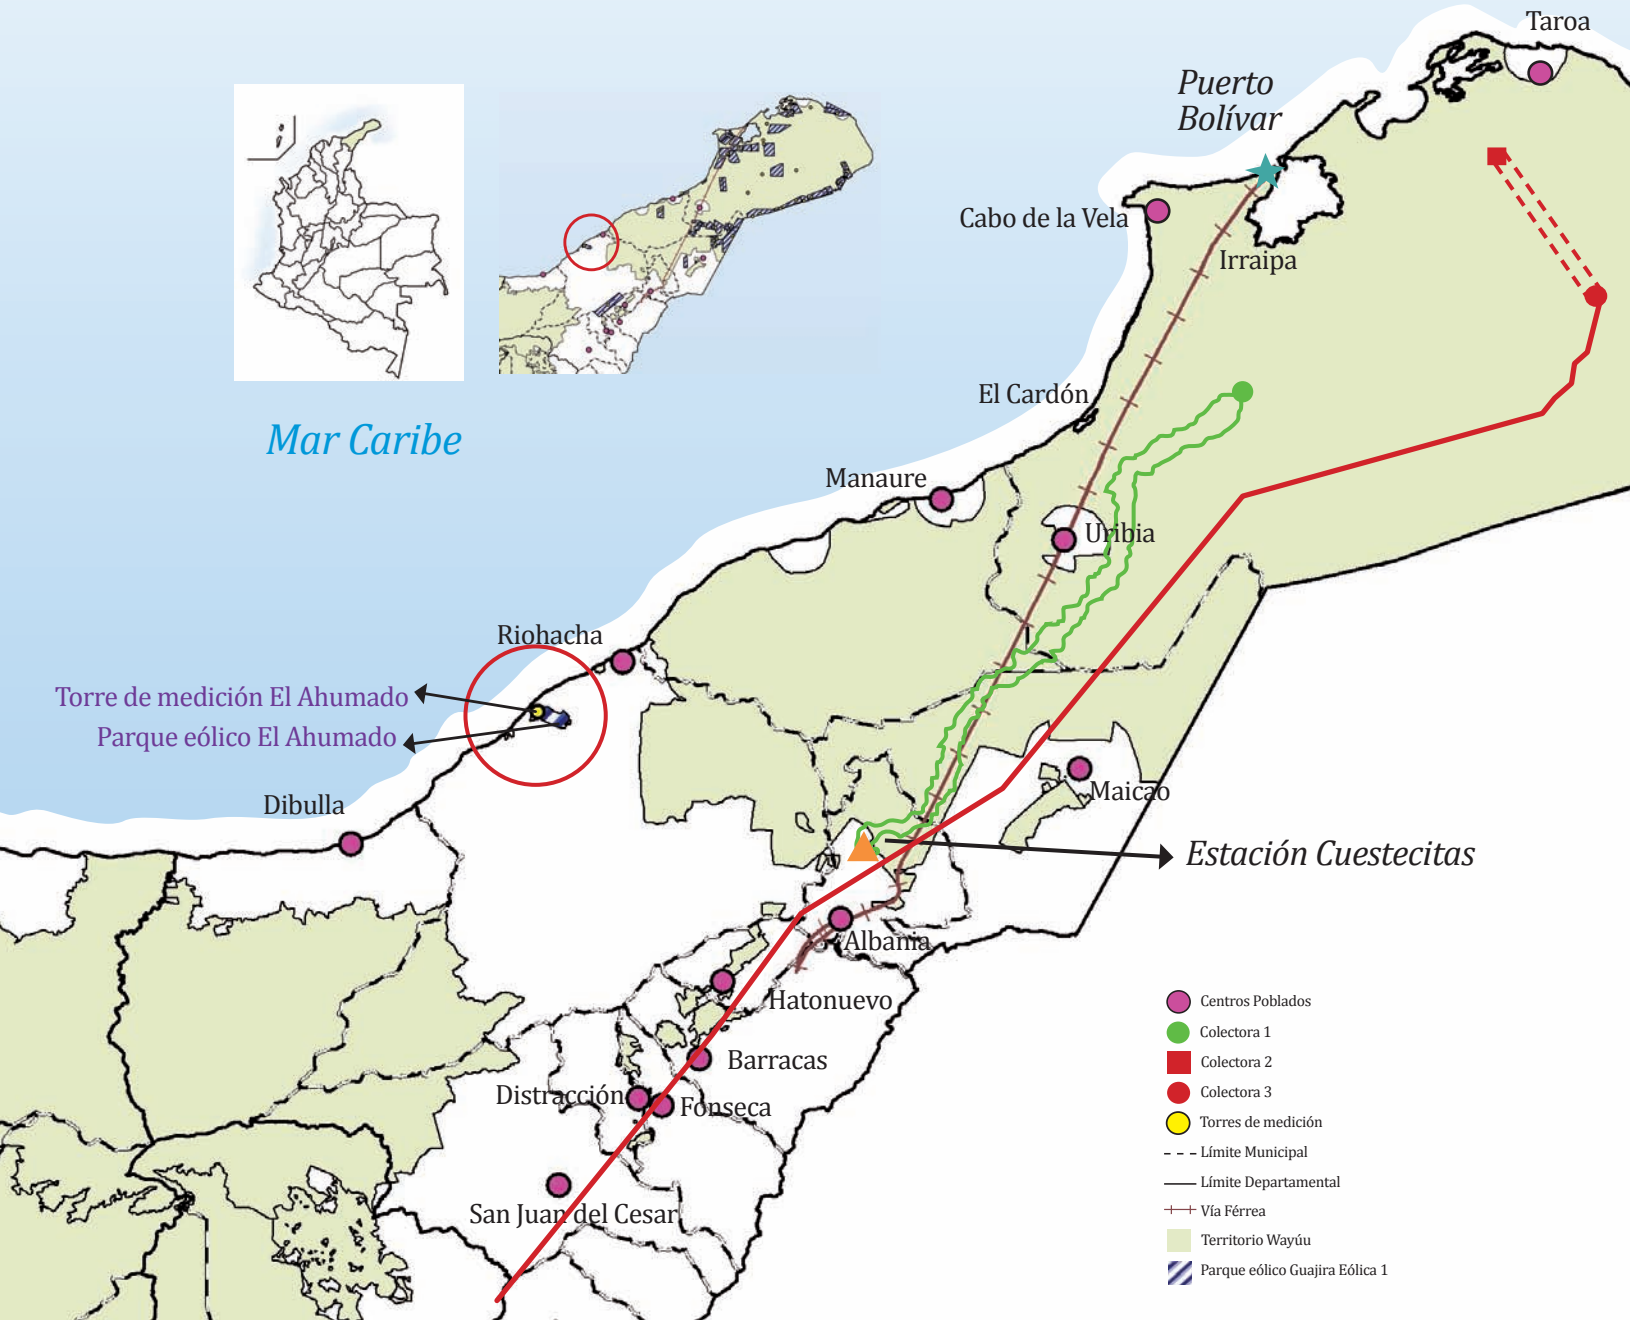 Taroa
Puerto
Bolívar
Cabo de la Vela
Irraipa
El Cardón
Mar Caribe
Manaure
Uribia
Riohacha
Torre de medición El Ahumado
Parque eólico El Ahumado
Maicao
Dibulla
Estación Cuestecitas
Albania
Hatonuevo
Barracas
Distracción
Fonseca
San Juan del Cesar
Centros Poblados
Colectora 1
Colectora 2
Colectora 3
Torres de medición
Límite Municipal
Límite Departamental
Vía Férrea
Territorio Wayúu
Parque eólico Guajira Eólica 1